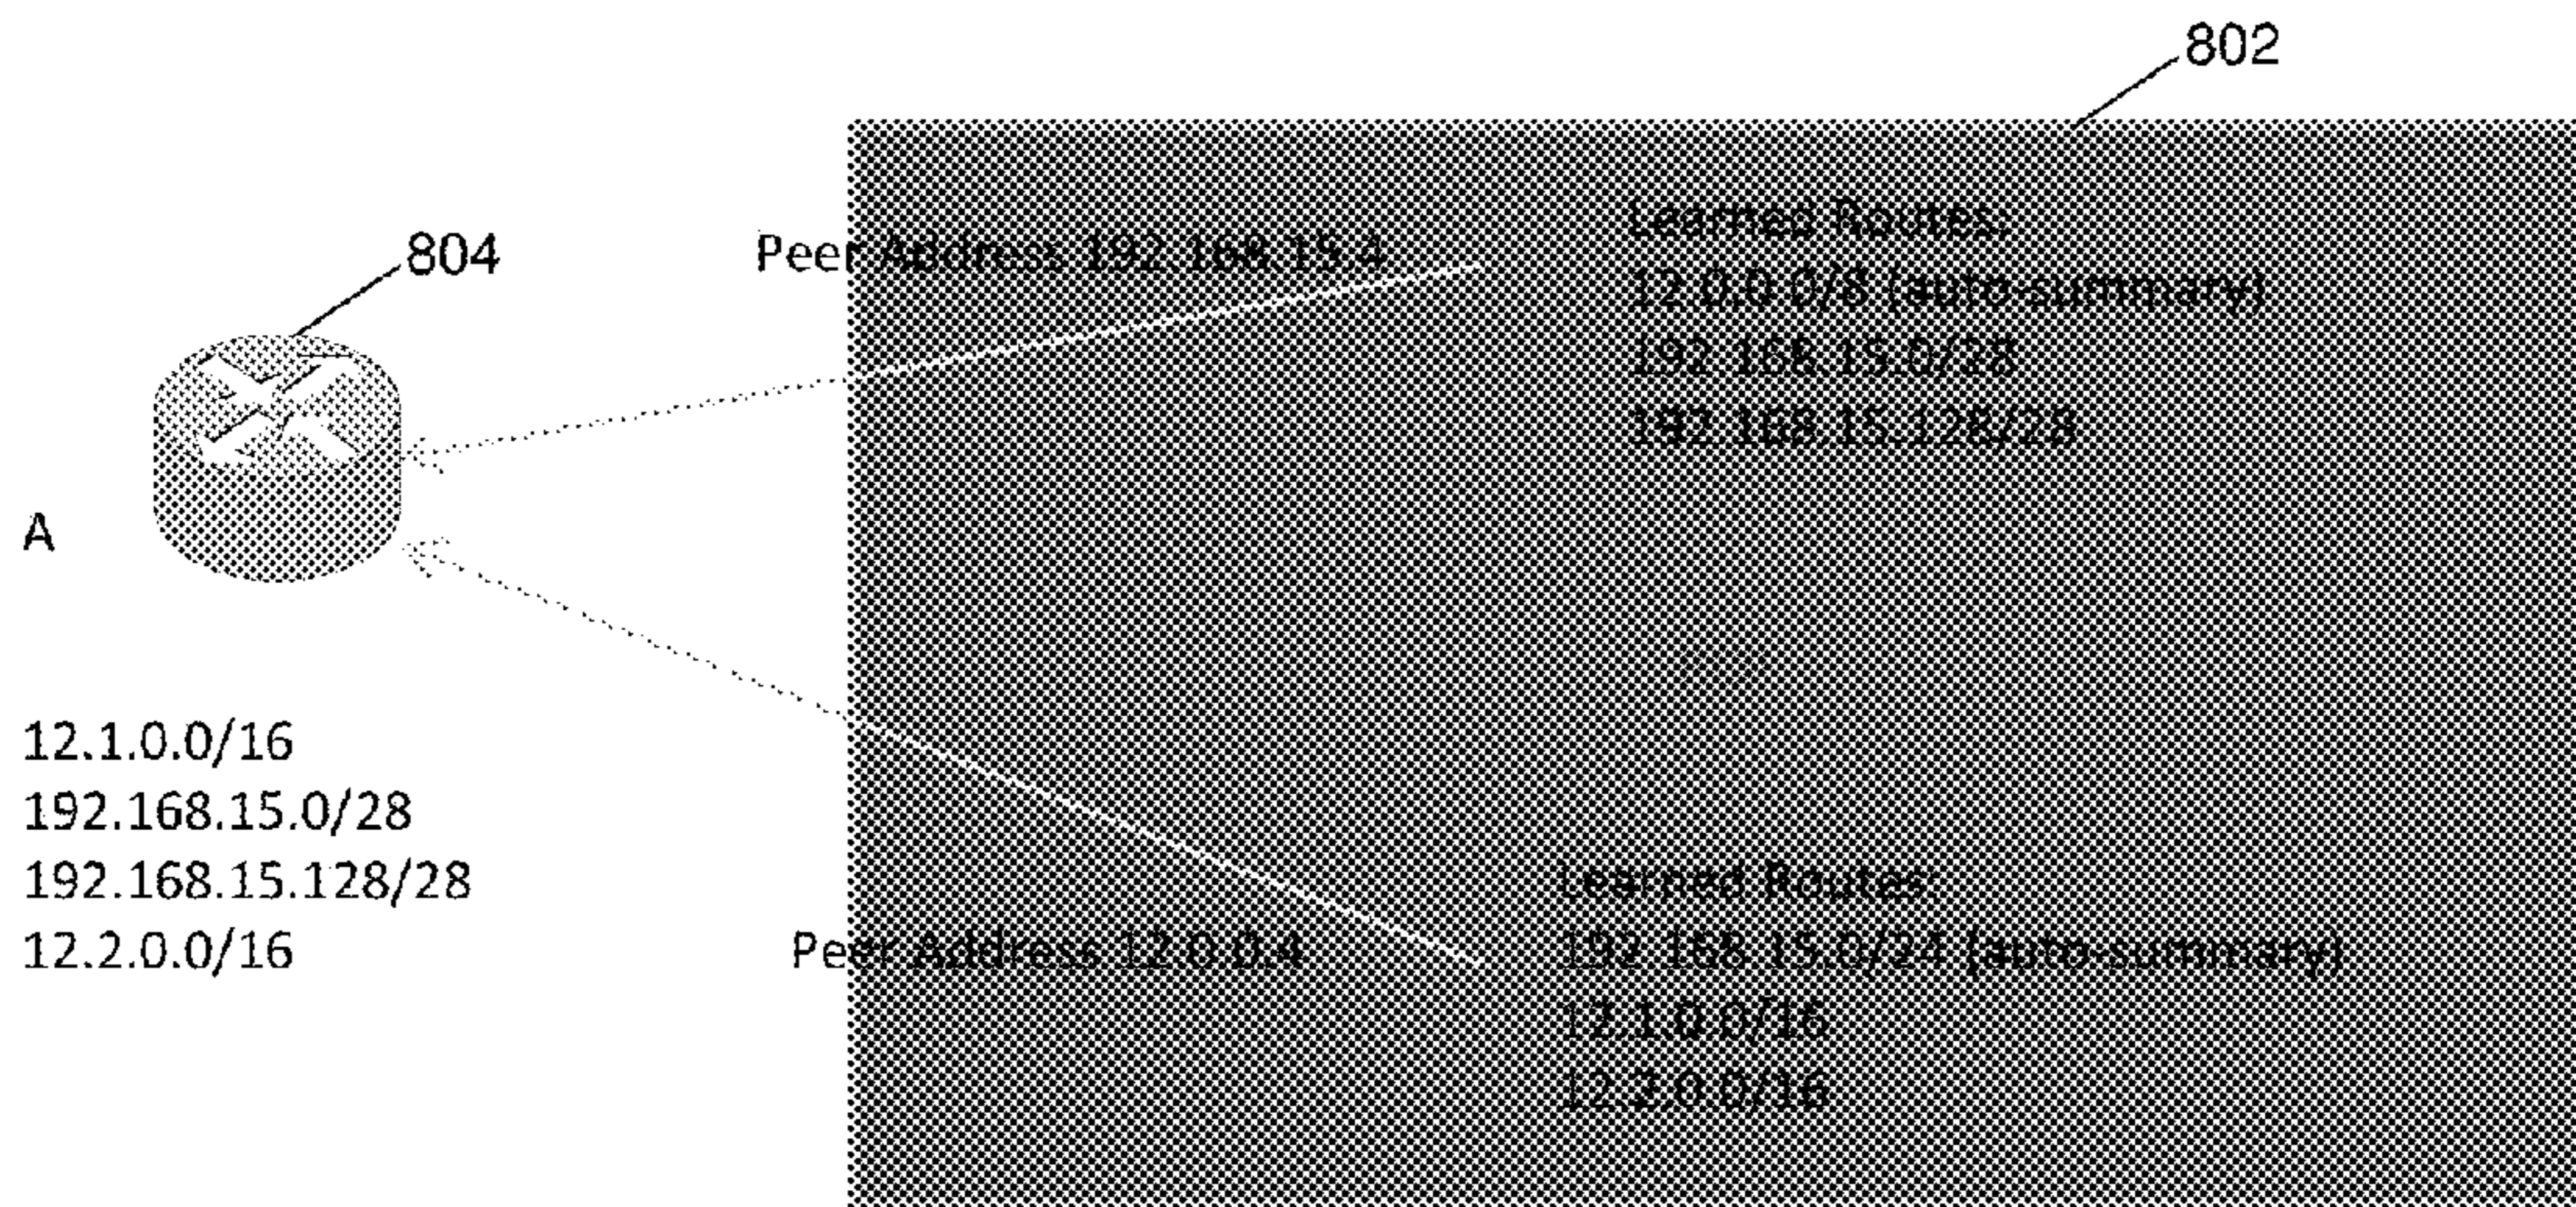 802
804
Peer Address 192.168.15.4
Learned Routes:
12.0.0.0/8 (auto-summary)
192.168.15.0/28
192.168.15.128/28
A
12.1.0.0/16
192.168.15.0/28
192.168.15.128/28
12.2.0.0/16
Peer Address 12.0.0.4
Learned Routes:
192.168.15.0/24 (auto-summary)
12.1.0.0/16
12.2.0.0/16